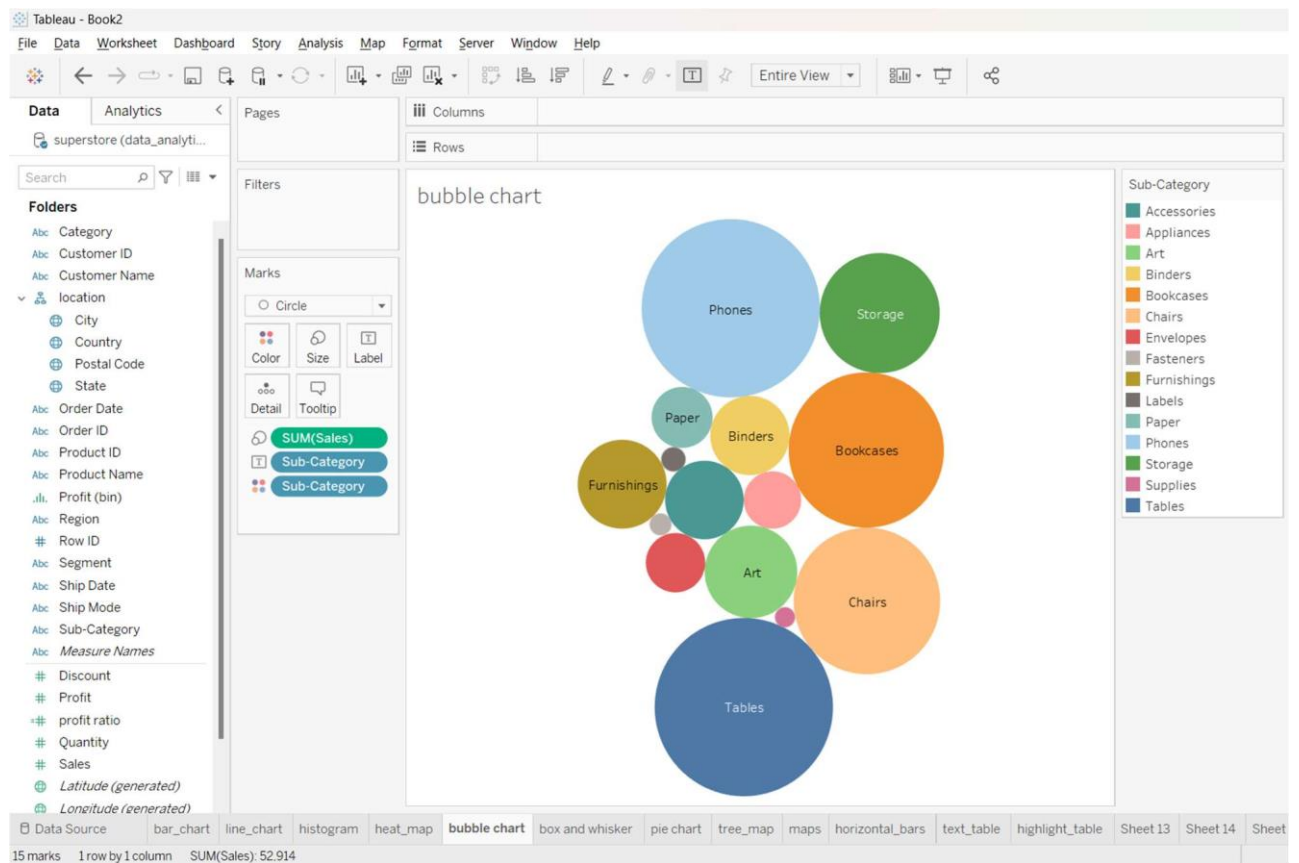 Tableau - Book2
File Data Worksheet Dashboard Story Analysis Map Format Server Window Help
Entire View
Data Analytics
superstore (data_analyti...
Search
Folders
Abc Category
Abc Customer ID
Abc Customer Name
location
City
Country
Postal Code
State
Abc Order Date
Abc Order ID
Abc Product ID
Abc Product Name
Profit (bin)
Abc Region
# Row ID
Abc Segment
Abc Ship Date
Abc Ship Mode
Abc Sub-Category
Abc Measure Names
# Discount
# Profit
=# profit ratio
# Quantity
# Sales
Latitude (generated)
Longitude (generated)
Pages
Filters
Marks
Circle
Color Size Label
Detail Tooltip
SUM(Sales)
Sub-Category
Sub-Category
Columns
Rows
bubble chart
Phones
Storage
Paper
Binders
Bookcases
Furnishings
Art
Chairs
Tables
Sub-Category
Accessories
Appliances
Art
Binders
Bookcases
Chairs
Envelopes
Fasteners
Furnishings
Labels
Paper
Phones
Storage
Supplies
Tables
Data Source bar_chart line_chart histogram heat_map bubble chart box and whisker pie chart tree_map maps horizontal_bars text_table highlight_table Sheet 13 Sheet 14 Sheet
15 marks 1 row by 1 column SUM(Sales): 52.914